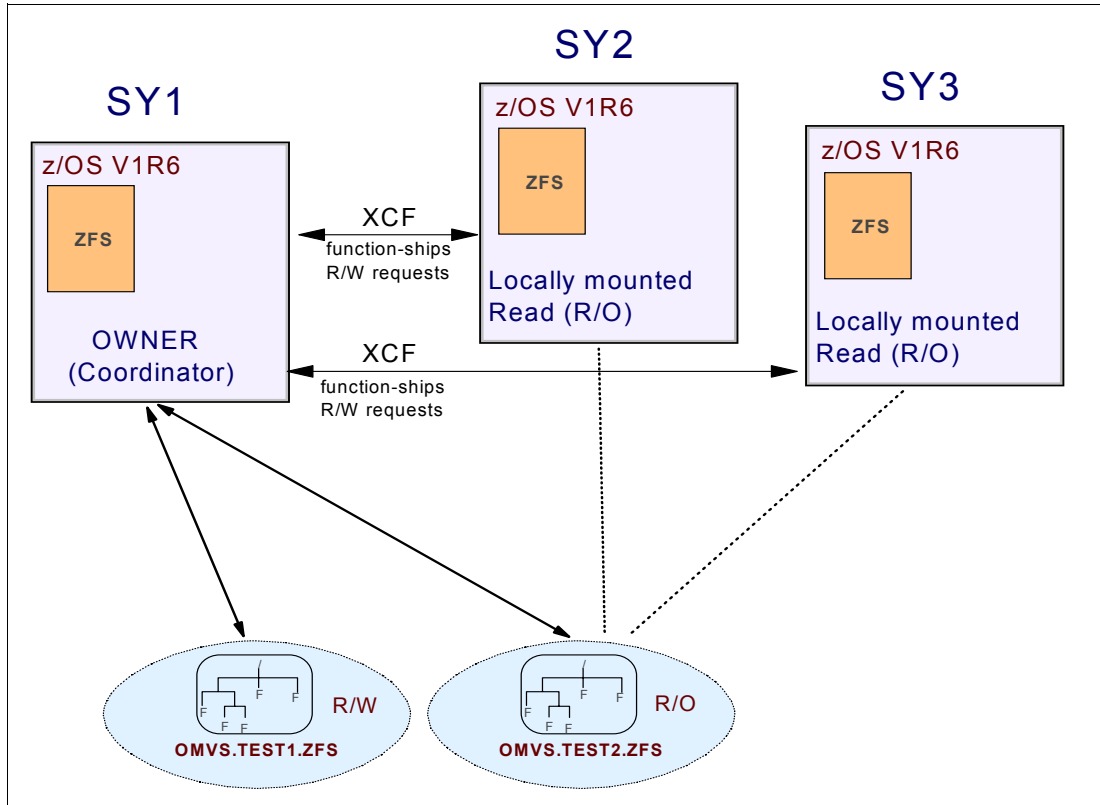 SY1
z/OS V1R6
ZFS
OWNER
(Coordinator)
XCF
function-ships
R/W requests
XCF
function-ships
R/W requests
SY2
z/OS V1R6
ZFS
Locally mounted
Read (R/O)
SY3
z/OS V1R6
ZFS
Locally mounted
Read (R/O)
/
F
F
F
F
F
R/W
OMVS.TEST1.ZFS
/
F
F
F
F
F
R/O
OMVS.TEST2.ZFS